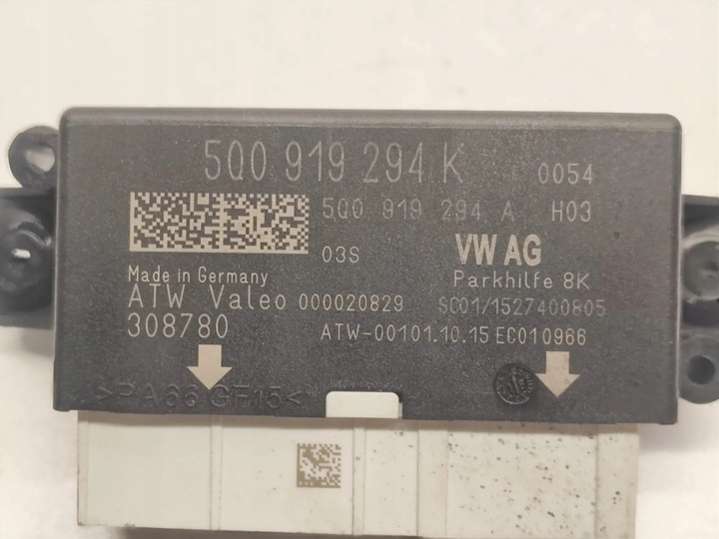 5Q0 919 294 K 0054
5Q0 919 294 A H03
03S VW AG
Made in Germany Parkhilfe 8K
ATW Valeo 000020829 SC01/1527400805
308780 ATW-00101.10.15 EC010966
>PA66 GF15<